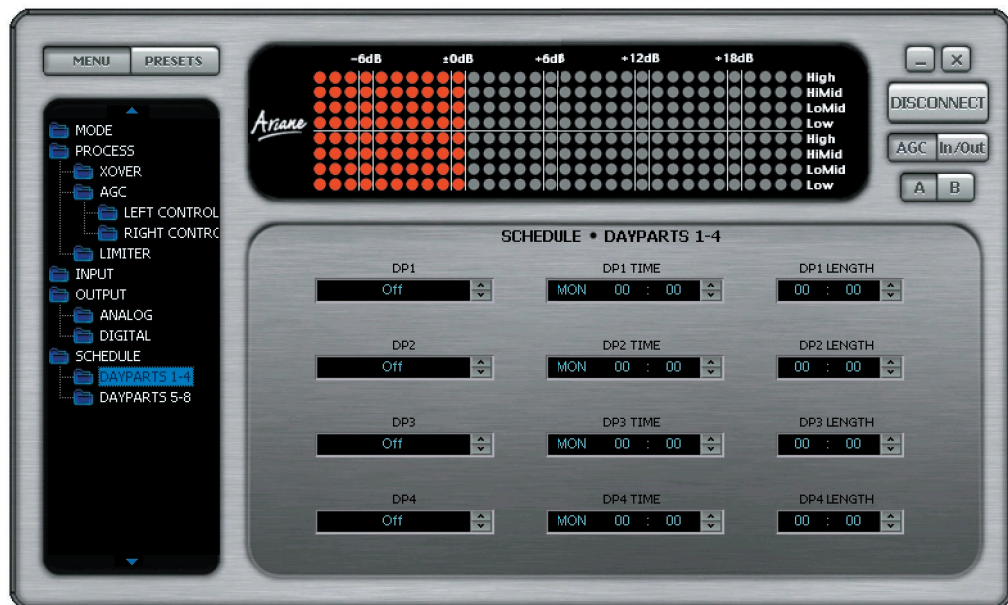 MENU PRESETS
MODE
PROCESS
XOVER
AGC
LEFT CONTROL
RIGHT CONTRC
LIMITER
INPUT
OUTPUT
ANALOG
DIGITAL
SCHEDULE
DAYPARTS 1-4
DAYPARTS 5-8
Ariane
-6dB ±0dB +6dB +12dB +18dB
High
HiMid
LoMid
Low
High
HiMid
LoMid
Low
DISCONNECT
AGC In/Out
A B
SCHEDULE • DAYPARTS 1-4
DP1 DP1 TIME DP1 LENGTH
Off MON 00 : 00 00 : 00
DP2 DP2 TIME DP2 LENGTH
Off MON 00 : 00 00 : 00
DP3 DP3 TIME DP3 LENGTH
Off MON 00 : 00 00 : 00
DP4 DP4 TIME DP4 LENGTH
Off MON 00 : 00 00 : 00